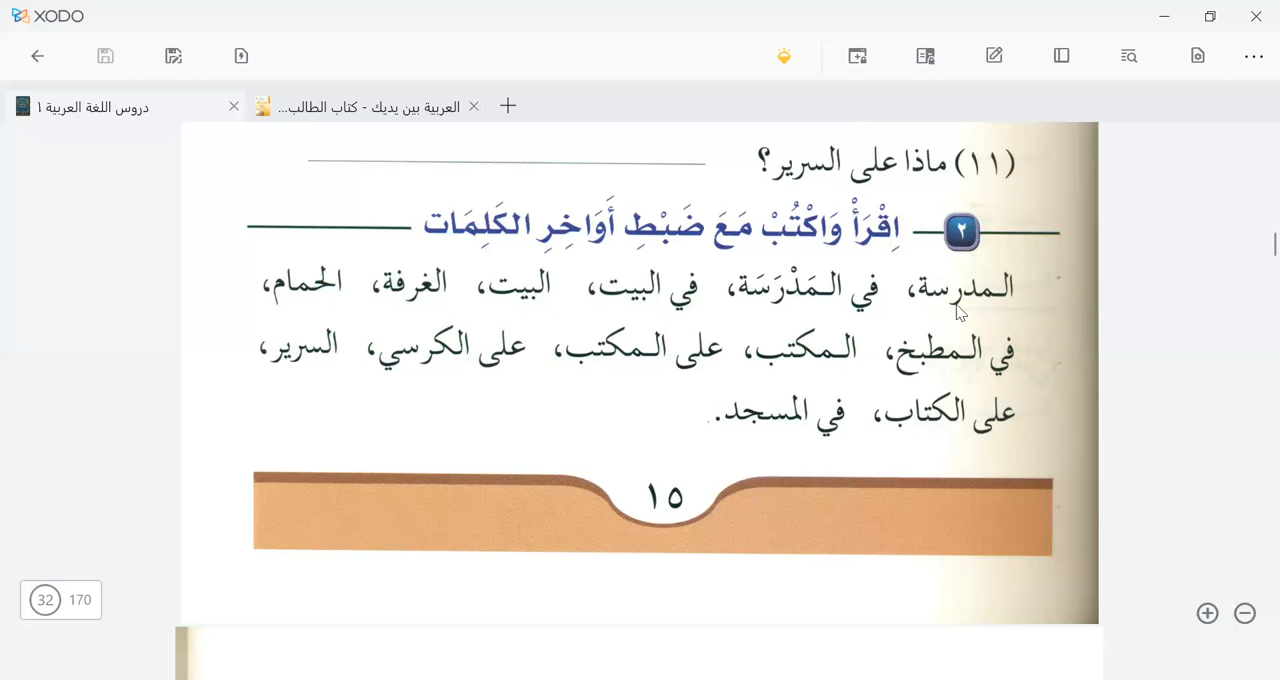 XODO
دروس اللغة العربية ١
العربية بين يديك - كتاب الطالب...
(١١) ماذا على السرير؟
٢ اِقْرَأْ وَاكْتُبْ مَعَ ضَبْطِ أَوَاخِرِ الكَلِمَات
المدرسة، في المَدْرَسَة، في البيت، البيت، الغرفة، الحمام،
في المطبخ، المكتب، على المكتب، على الكرسي، السرير،
على الكتاب، في المسجد.
١٥
32 170